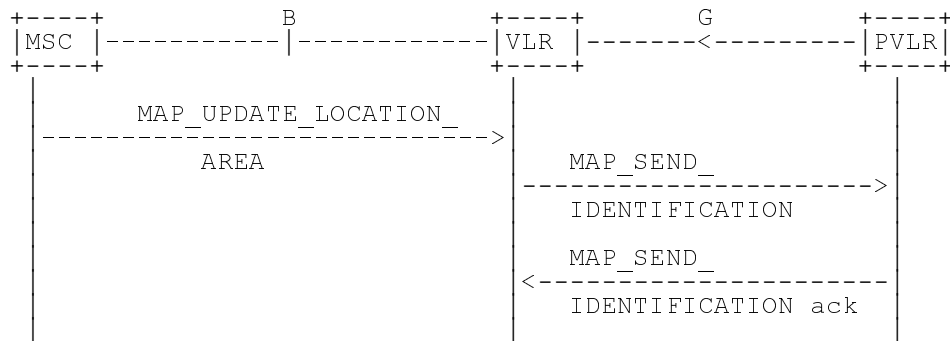 B G
MSC VLR PVLR
MAP_UPDATE_LOCATION_
AREA
MAP_SEND_
IDENTIFICATION
MAP_SEND_
IDENTIFICATION ack